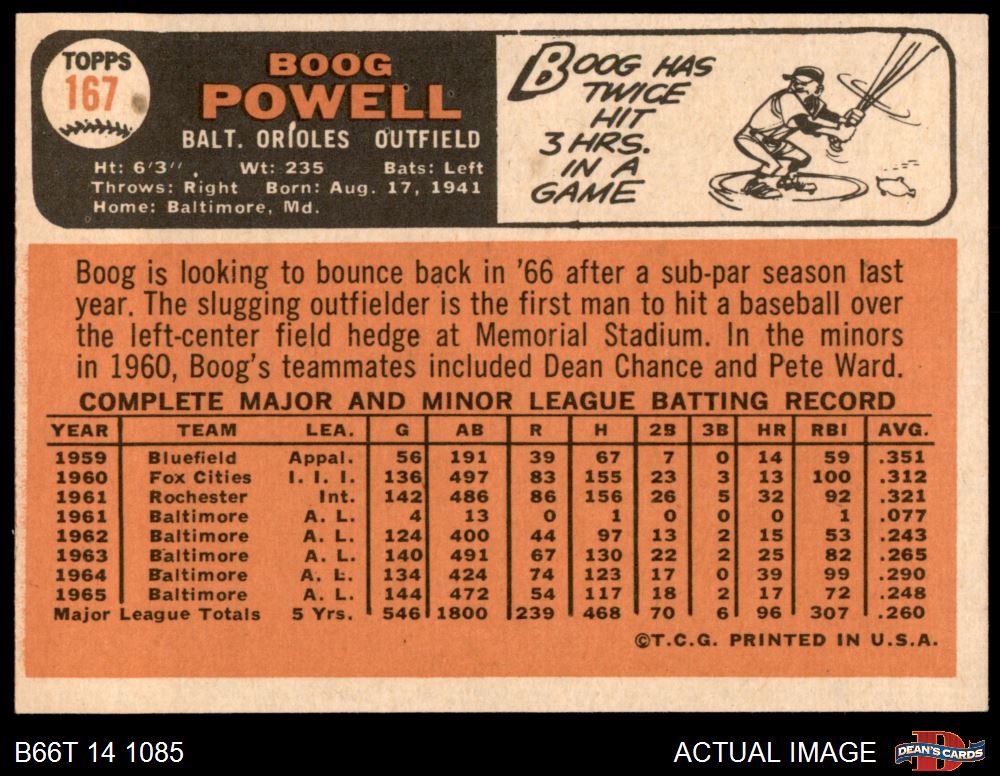 TOPPS
167
BOOG
POWELL
BALT. ORIOLES OUTFIELD
Ht: 6'3" Wt: 235 Bats: Left
Throws: Right Born: Aug. 17, 1941
Home: Baltimore, Md.
BOOG HAS
TWICE
HIT
3 HRS.
IN A
GAME
Boog is looking to bounce back in '66 after a sub-par season last
year. The slugging outfielder is the first man to hit a baseball over
the left-center field hedge at Memorial Stadium. In the minors
in 1960, Boog's teammates included Dean Chance and Pete Ward.
COMPLETE MAJOR AND MINOR LEAGUE BATTING RECORD
YEAR TEAM LEA. G AB R H 2B 3B HR RBI AVG.
1959 Bluefield Appal. 56 191 39 67 7 0 14 59 .351
1960 Fox Cities I. I. I. 136 497 83 155 23 3 13 100 .312
1961 Rochester Int. 142 486 86 156 26 5 32 92 .321
1961 Baltimore A. L. 4 13 0 1 0 0 0 1 .077
1962 Baltimore A. L. 124 400 44 97 13 2 15 53 .243
1963 Baltimore A. L. 140 491 67 130 22 2 25 82 .265
1964 Baltimore A. L. 134 424 74 123 17 0 39 99 .290
1965 Baltimore A. L. 144 472 54 117 18 2 17 72 .248
Major League Totals 5 Yrs. 546 1800 239 468 70 6 96 307 .260
©T.C.G. PRINTED IN U.S.A.
B66T 14 1085
ACTUAL IMAGE
DEAN'S CARDS